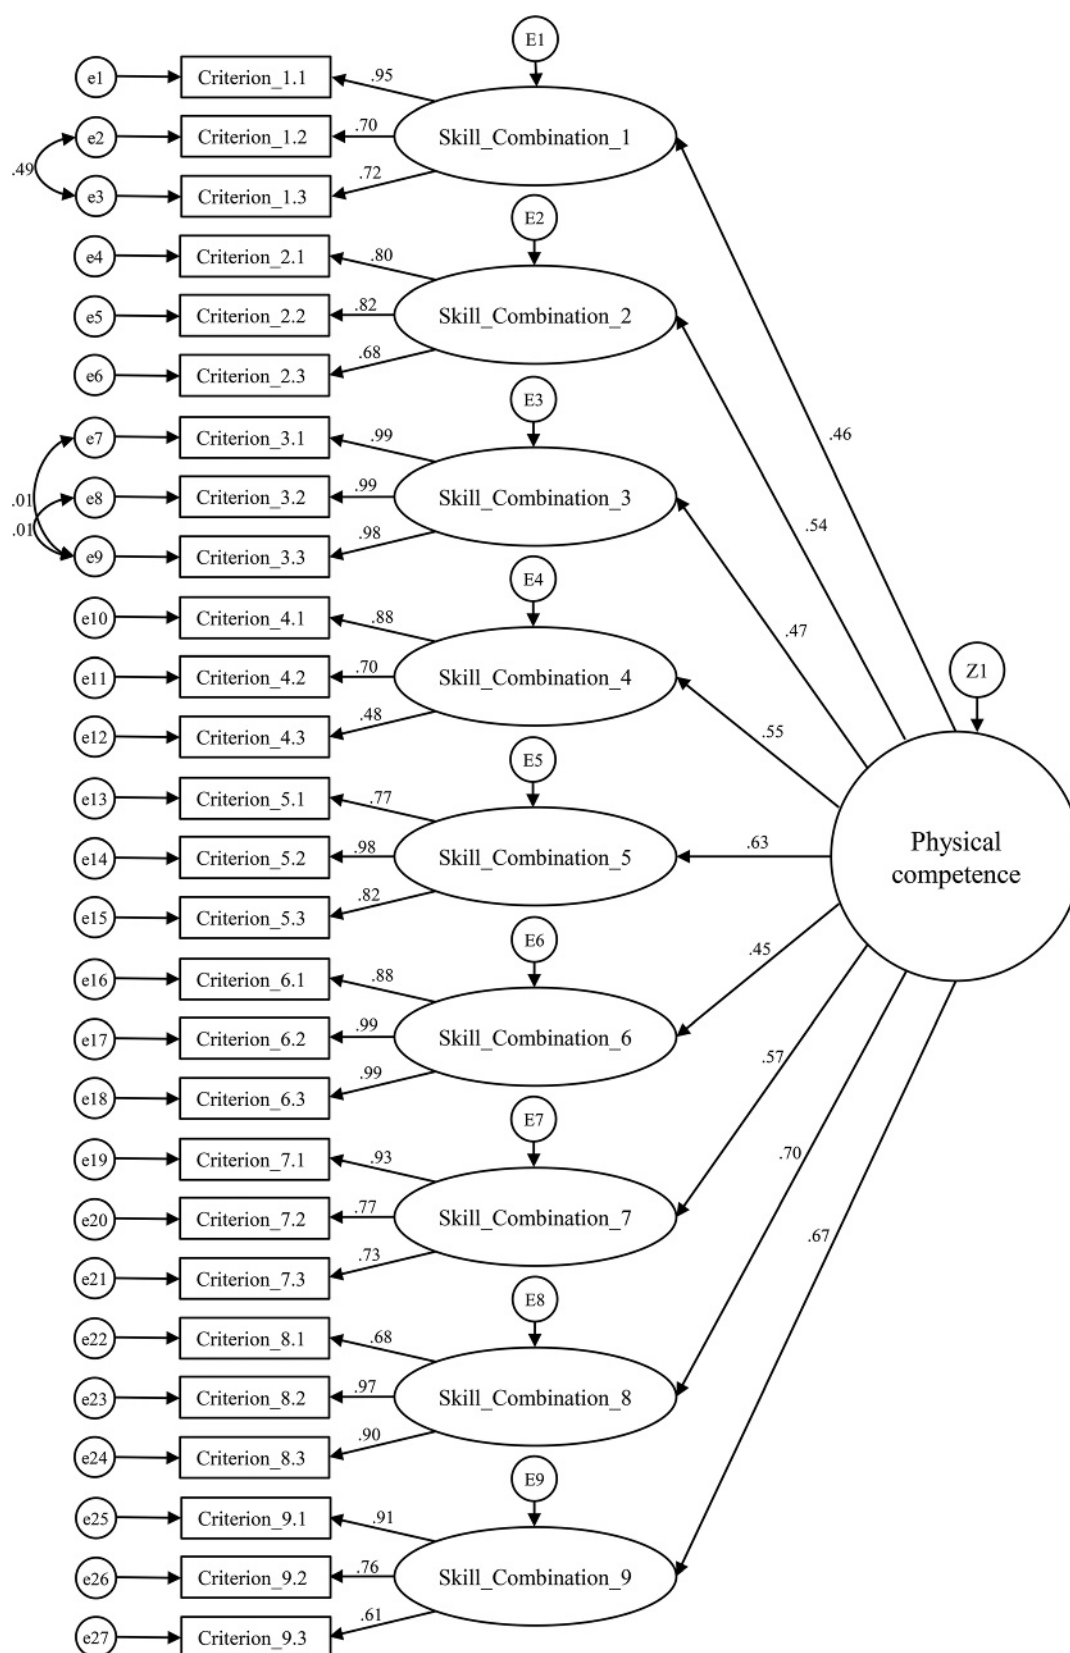 E1
e1 Criterion_1.1 .95
e2 Criterion_1.2 .70 Skill_Combination_1
.49
e3 Criterion_1.3 .72
E2
e4 Criterion_2.1 .80
e5 Criterion_2.2 .82 Skill_Combination_2
e6 Criterion_2.3 .68
E3
.46
e7 Criterion_3.1 .99
e8 Criterion_3.2 .99 Skill_Combination_3
.01
.01
.54
e9 Criterion_3.3 .98
E4
e10 Criterion_4.1 .88
.47
e11 Criterion_4.2 .70 Skill_Combination_4
Z1
e12 Criterion_4.3 .48
.55
E5
e13 Criterion_5.1 .77
e14 Criterion_5.2 .98 Skill_Combination_5 .63
Physical
competence
e15 Criterion_5.3 .82
E6
.45
e16 Criterion_6.1 .88
e17 Criterion_6.2 .99 Skill_Combination_6
.57
e18 Criterion_6.3 .99
E7
e19 Criterion_7.1 .93
.70
e20 Criterion_7.2 .77 Skill_Combination_7
.67
e21 Criterion_7.3 .73
E8
e22 Criterion_8.1 .68
e23 Criterion_8.2 .97 Skill_Combination_8
e24 Criterion_8.3 .90
E9
e25 Criterion_9.1 .91
e26 Criterion_9.2 .76 Skill_Combination_9
e27 Criterion_9.3 .61